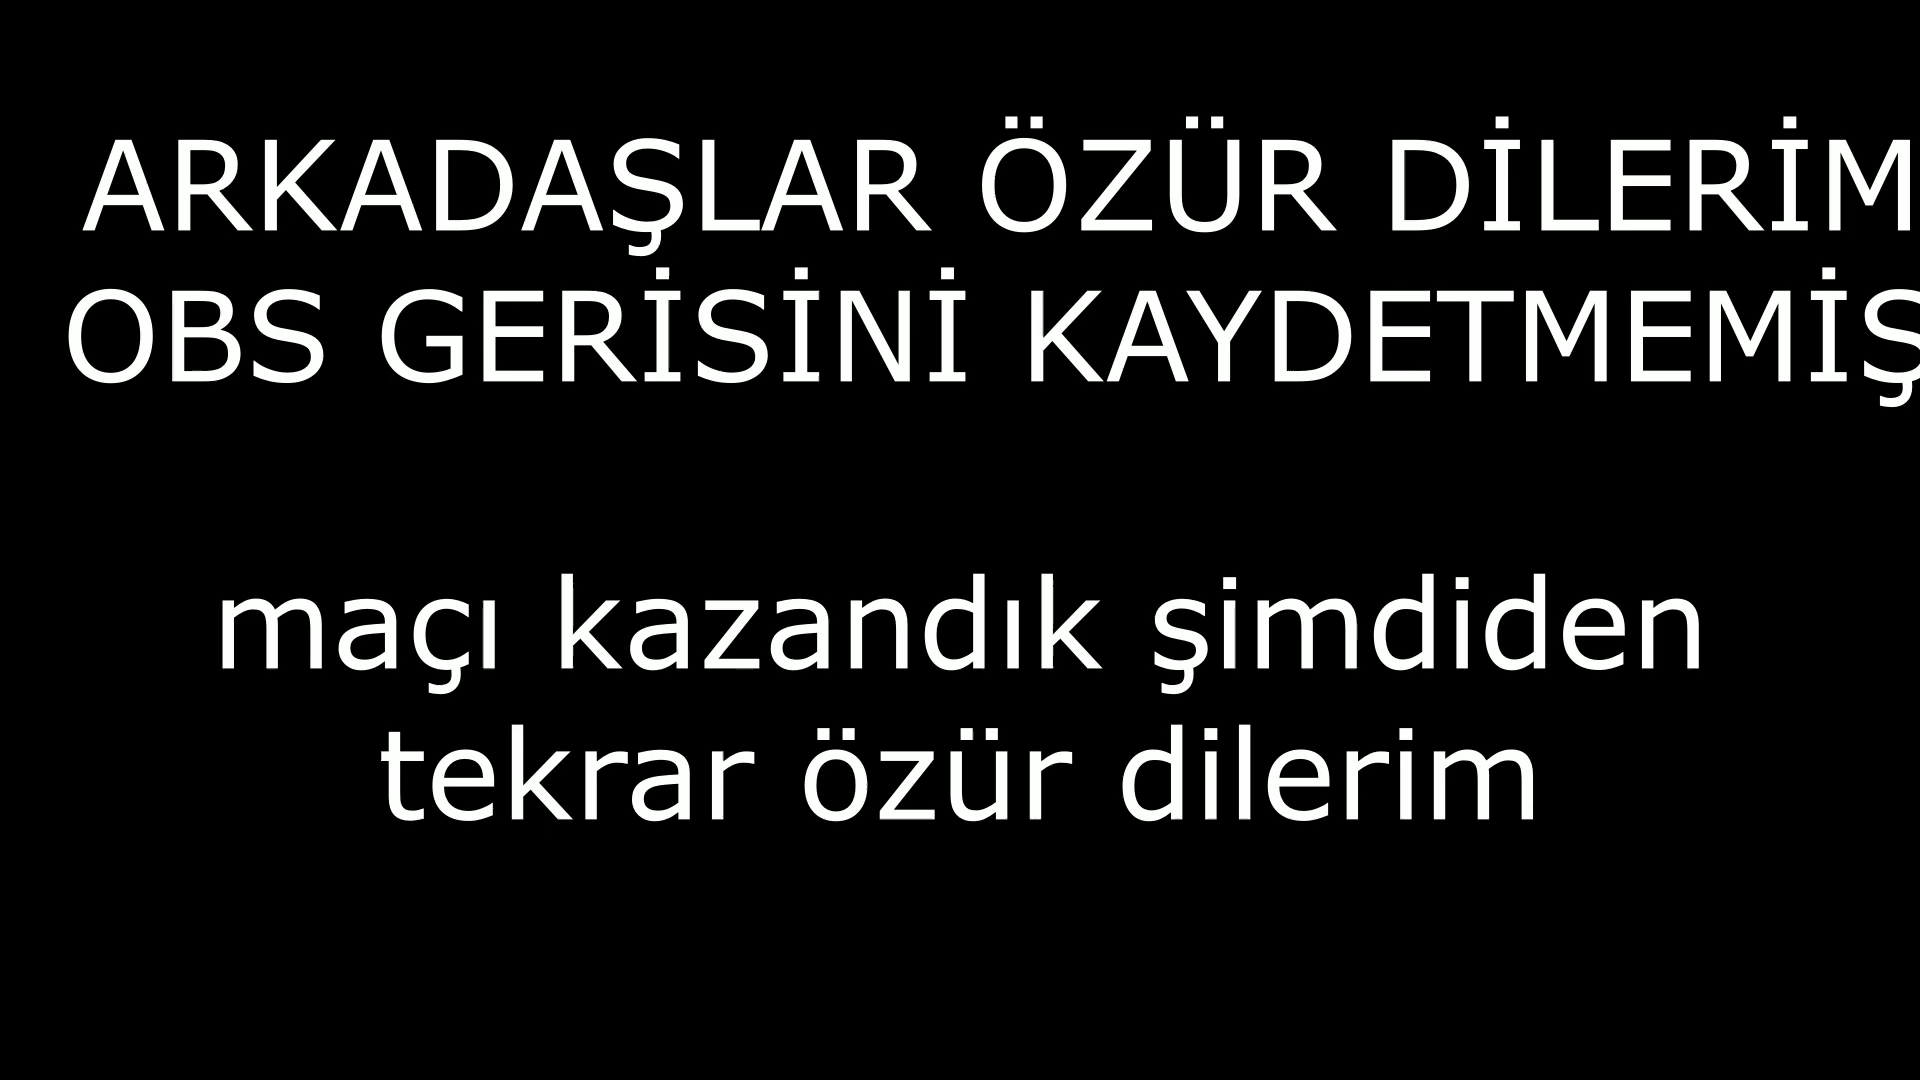 ARKADAŞLAR ÖZÜR DİLERİM
OBS GERİSİNİ KAYDETMEMİŞ
maçı kazandık şimdiden
tekrar özür dilerim